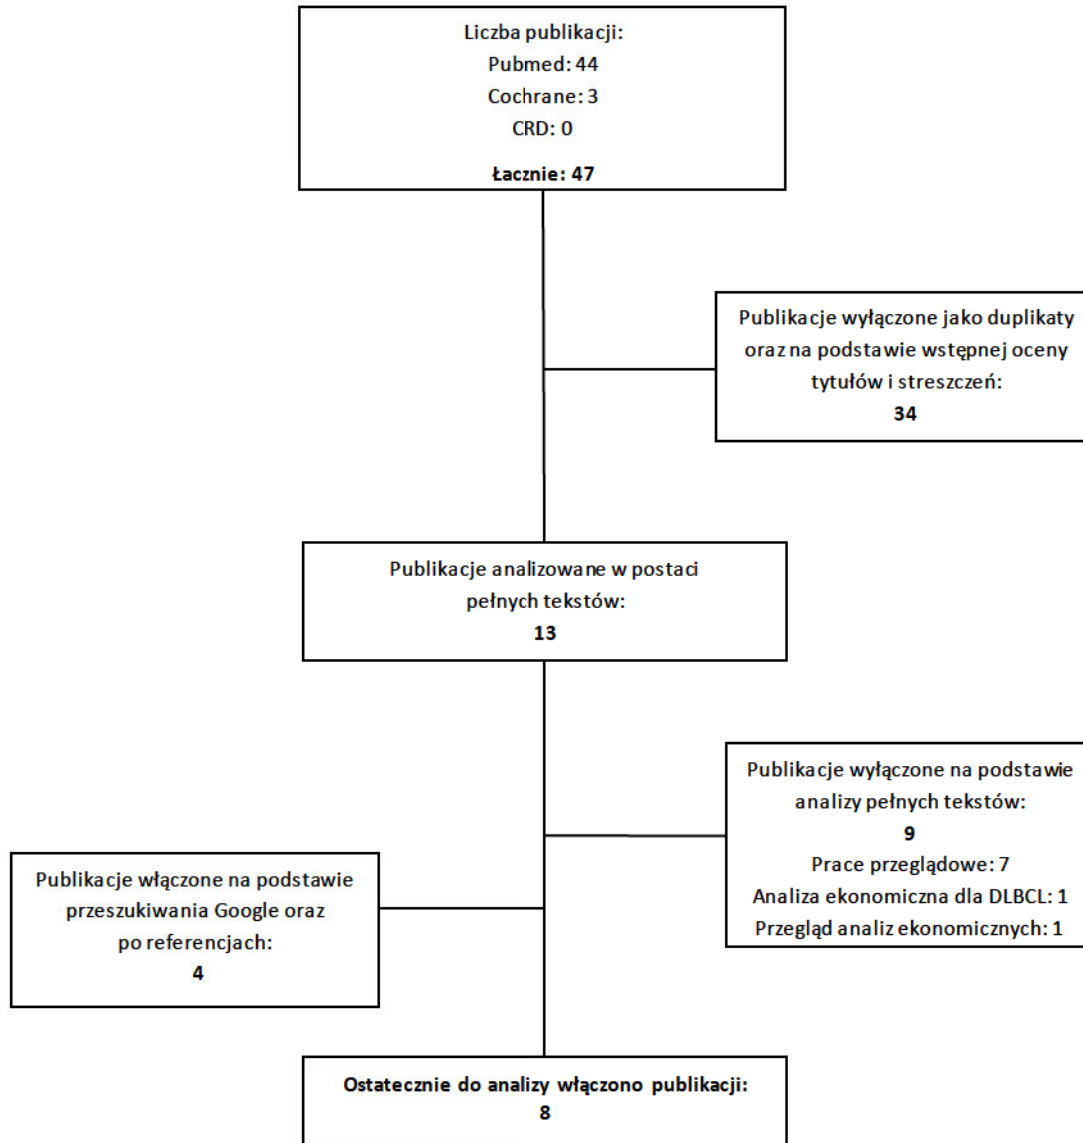 Liczba publikacji:
Pubmed: 44
Cochrane: 3
CRD: 0
Łacznie: 47
Publikacje wyłączone jako duplikaty
oraz na podstawie wstępnej oceny
tytułów i streszczeń:
34
Publikacje analizowane w postaci
pełnych tekstów:
13
Publikacje wyłączone na podstawie
analizy pełnych tekstów:
9
Prace przeglądowe: 7
Analiza ekonomiczna dla DLBCL: 1
Przegląd analiz ekonomicznych: 1
Publikacje włączone na podstawie
przeszukiwania Google oraz
po referencjach:
4
Ostatecznie do analizy włączono publikacji:
8